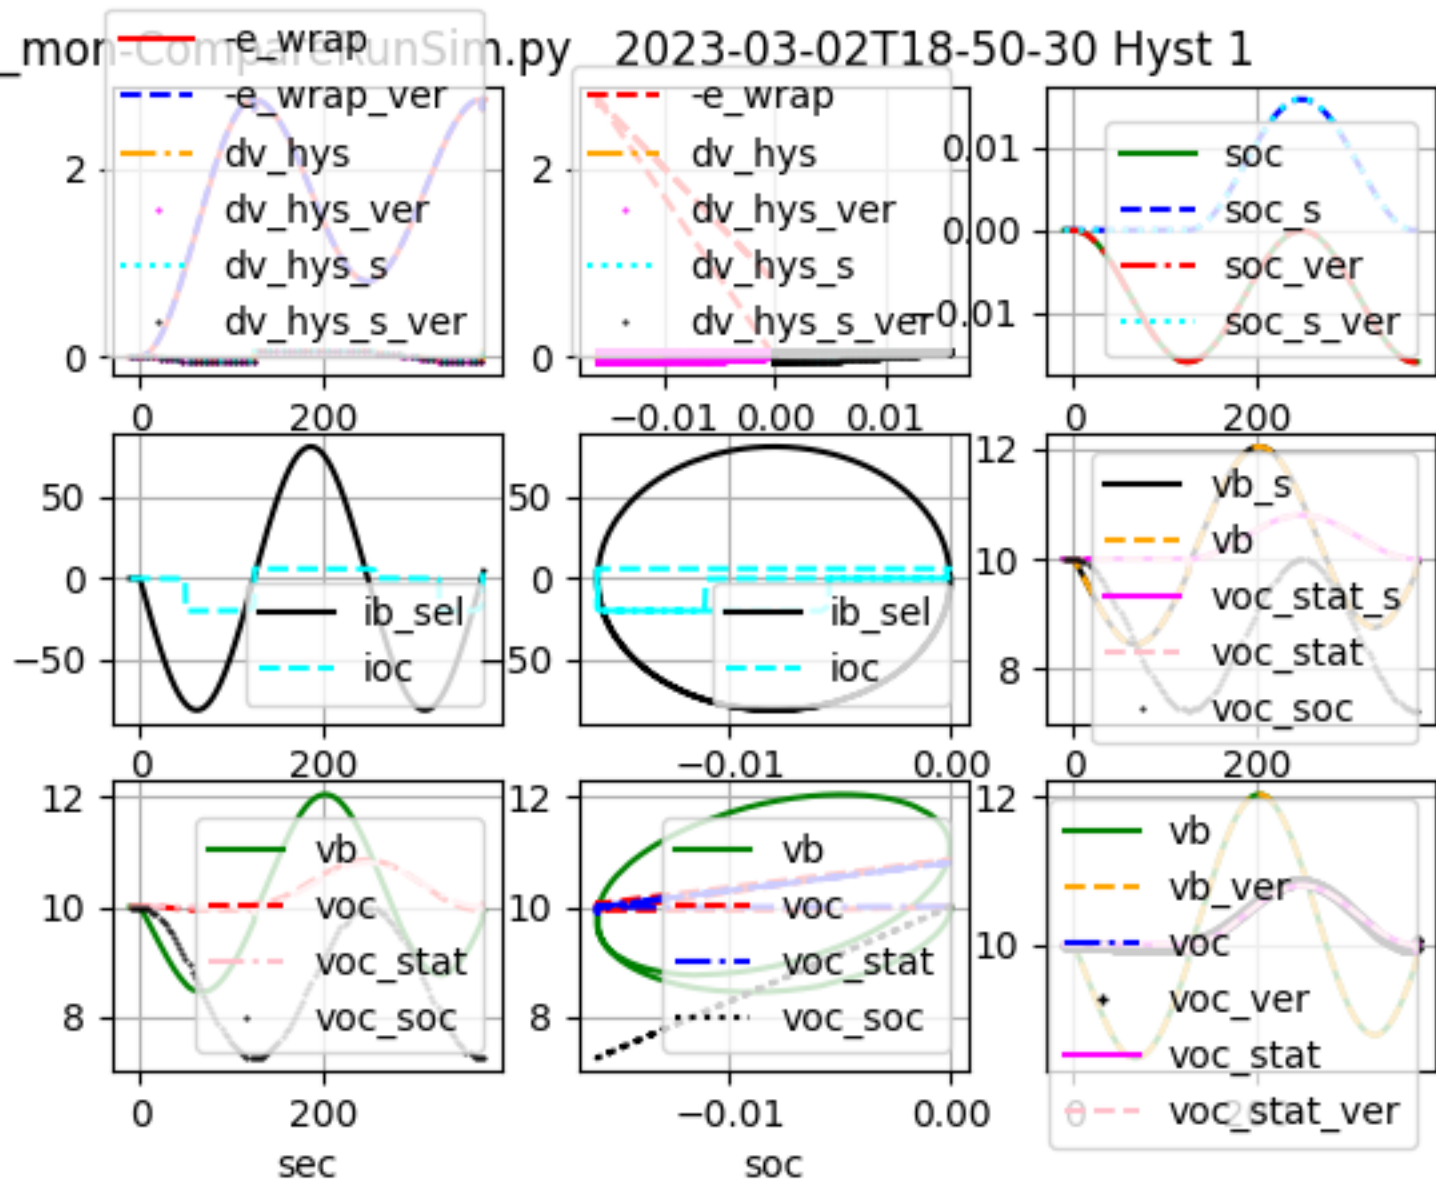 _mon-CompareRunSim.py 2023-03-02T18-50-30 Hyst 1
-e_wrap
-e_wrap_ver
dv_hys
dv_hys_ver
dv_hys_s
dv_hys_s_ver
2
0
0
200
-e_wrap
dv_hys
dv_hys_ver
dv_hys_s
dv_hys_s_ver
2
0
−0.01
0.00
0.01
soc
soc_s
soc_ver
soc_s_ver
0.01
0.00
−0.01
0
200
50
0
−50
ib_sel
ioc
0
200
50
0
−50
ib_sel
ioc
−0.01
0.00
12
10
8
vb_s
vb
voc_stat_s
voc_stat
voc_soc
0
200
12
10
8
vb
voc
voc_stat
voc_soc
0
200
sec
12
10
8
vb
voc
voc_stat
voc_soc
−0.01
0.00
soc
12
10
vb
vb_ver
voc
voc_ver
voc_stat
voc_stat_ver
0
200